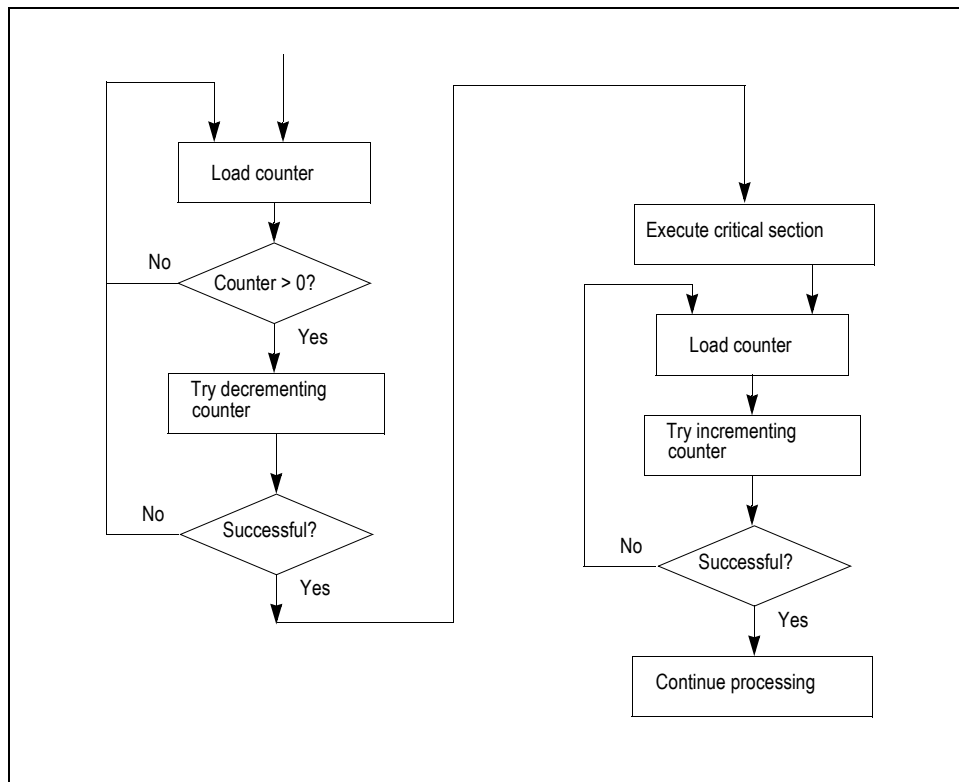 Load counter
No
Counter > 0?
Yes
Try decrementing
counter
No
Successful?
Yes
Execute critical section
Load counter
Try incrementing
counter
No
Successful?
Yes
Continue processing